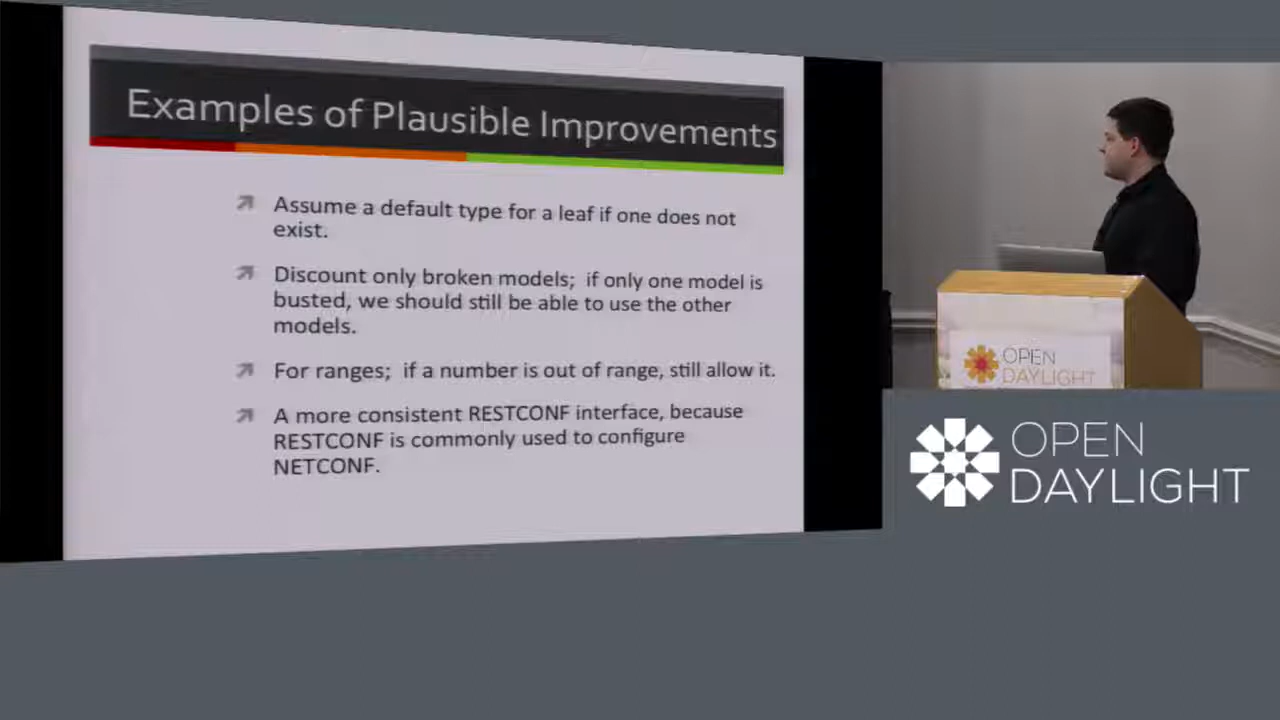 Examples of Plausible Improvements
Assume a default type for a leaf if one does not
exist.
Discount only broken models; if only one model is
busted, we should still be able to use the other
models.
For ranges; if a number is out of range, still allow it.
A more consistent RESTCONF interface, because
RESTCONF is commonly used to configure
NETCONF.
OPEN
DAYLIGHT
OPEN
DAYLIGHT